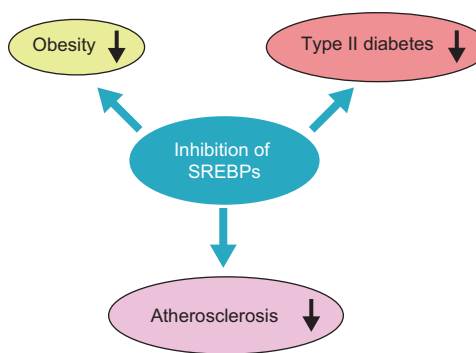 Obesity
Type II diabetes
Inhibition of
SREBPs
Atherosclerosis